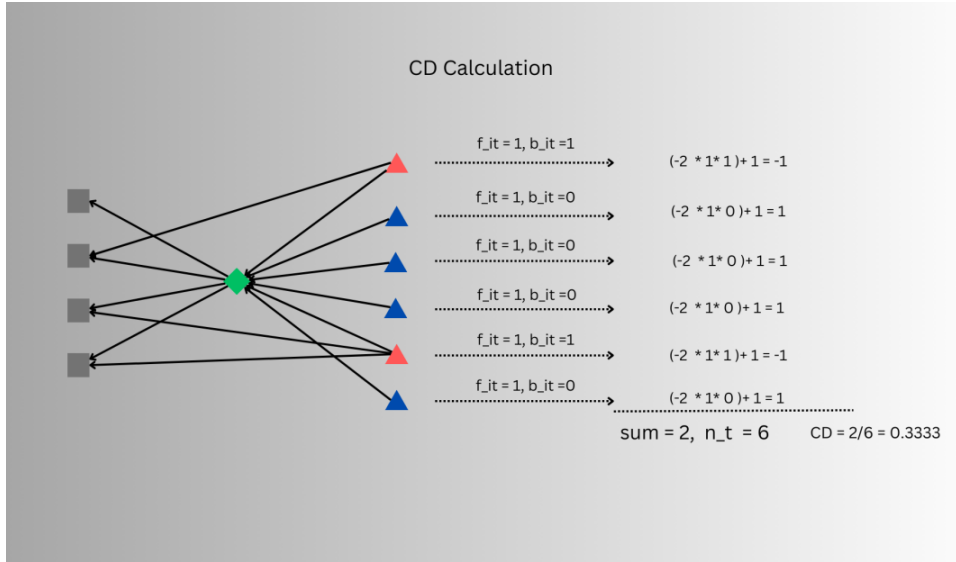 CD Calculation
f_it = 1, b_it =1
(-2 * 1* 1 )+ 1 = -1
f_it = 1, b_it =0
(-2 * 1* 0 )+ 1 = 1
f_it = 1, b_it =0
(-2 * 1* 0 )+ 1 = 1
f_it = 1, b_it =0
(-2 * 1* 0 )+ 1 = 1
f_it = 1, b_it =1
(-2 * 1* 1 )+ 1 = -1
f_it = 1, b_it =0
(-2 * 1* 0 )+ 1 = 1
sum = 2, n_t = 6 CD = 2/6 = 0.3333